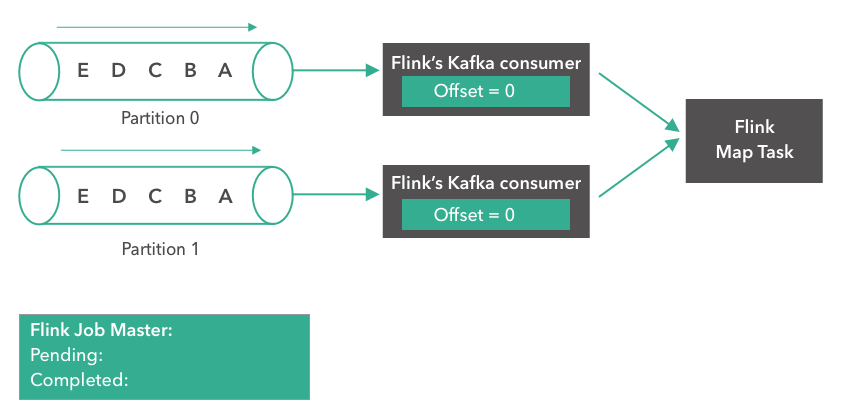 E D C B A
Partition 0
Flink's Kafka consumer
Offset = 0
E D C B A
Partition 1
Flink's Kafka consumer
Offset = 0
Flink
Map Task
Flink Job Master:
Pending:
Completed: